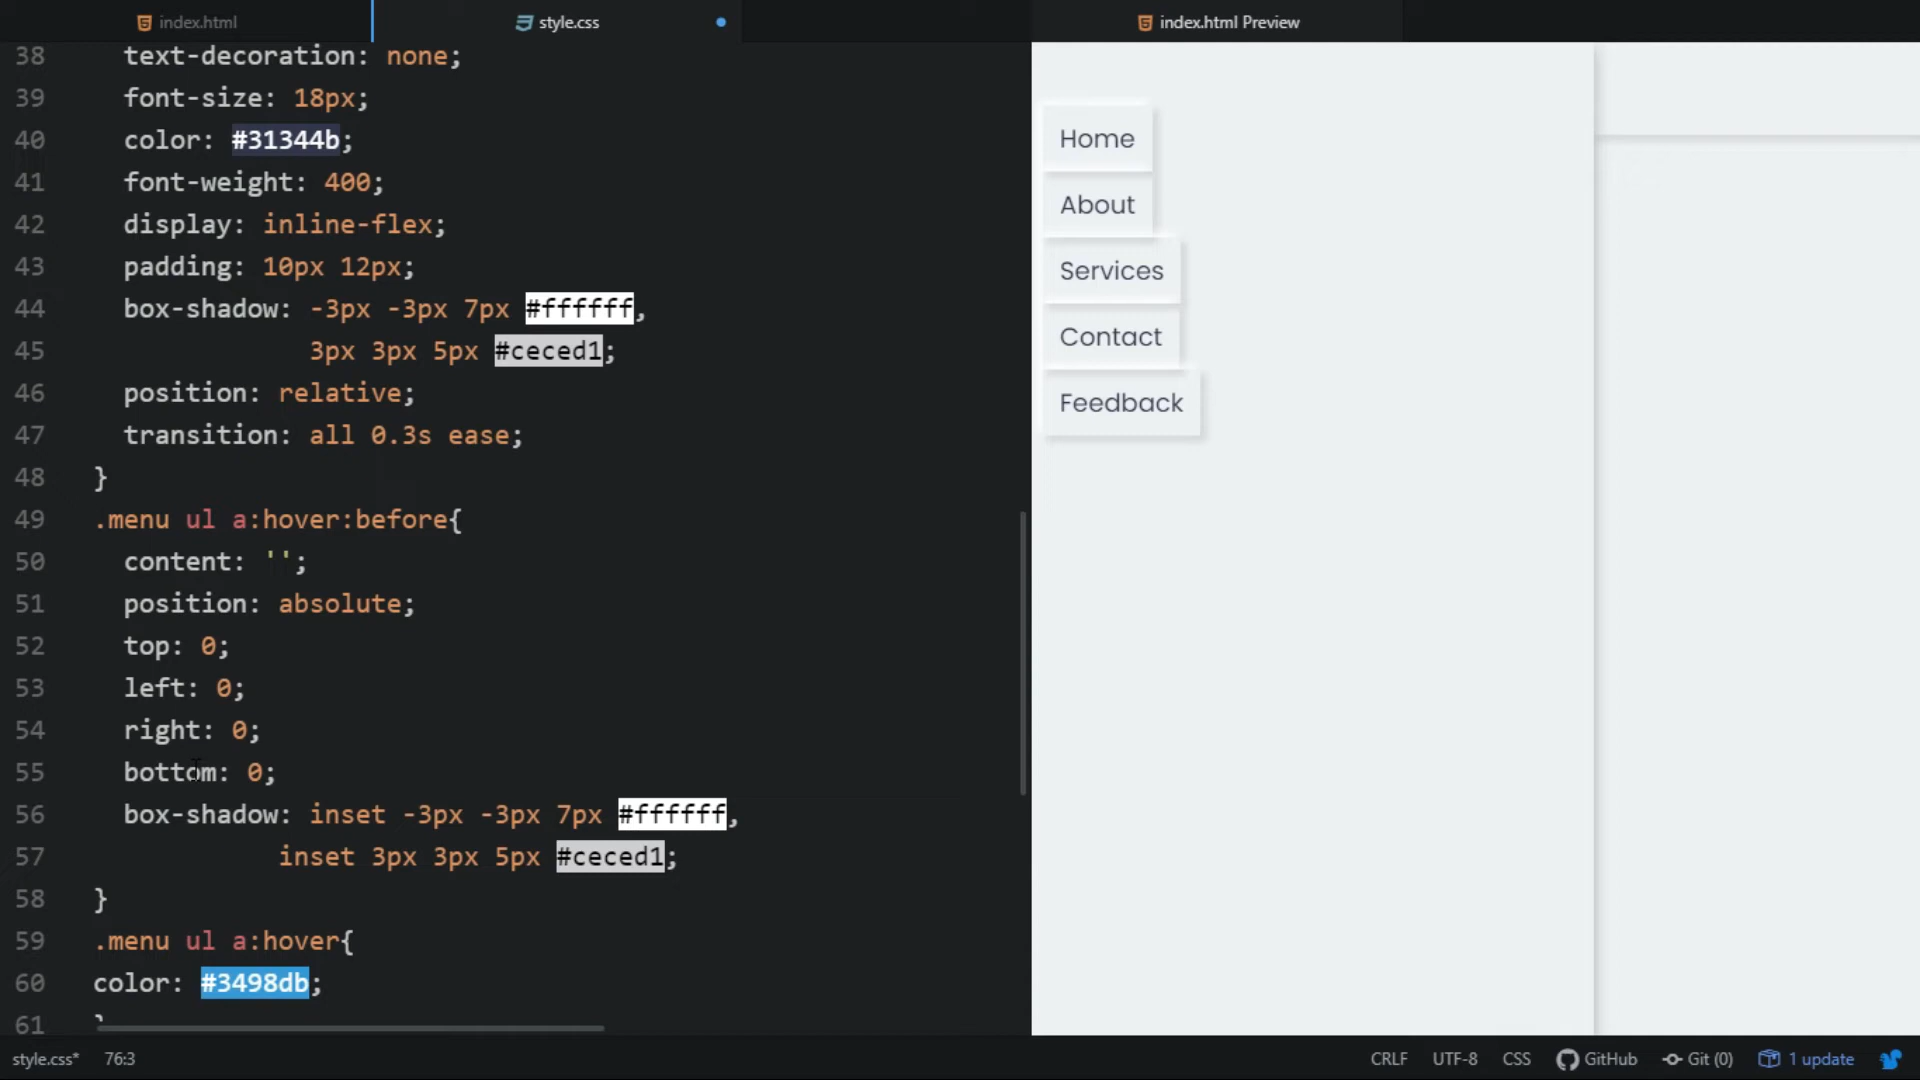 index.html
style.css
index.html Preview
38 text-decoration: none;
39 font-size: 18px;
40 color: #31344b;
41 font-weight: 400;
42 display: inline-flex;
43 padding: 10px 12px;
44 box-shadow: -3px -3px 7px #ffffff,
45 3px 3px 5px #ceced1;
46 position: relative;
47 transition: all 0.3s ease;
48 }
49 .menu ul a:hover:before{
50 content: '';
51 position: absolute;
52 top: 0;
53 left: 0;
54 right: 0;
55 bottom: 0;
56 box-shadow: inset -3px -3px 7px #ffffff,
57 inset 3px 3px 5px #ceced1;
58 }
59 .menu ul a:hover{
60 color: #3498db;
61 }
Home
About
Services
Contact
Feedback
style.css* 76:3
CRLF UTF-8 CSS GitHub Git (0) 1 update